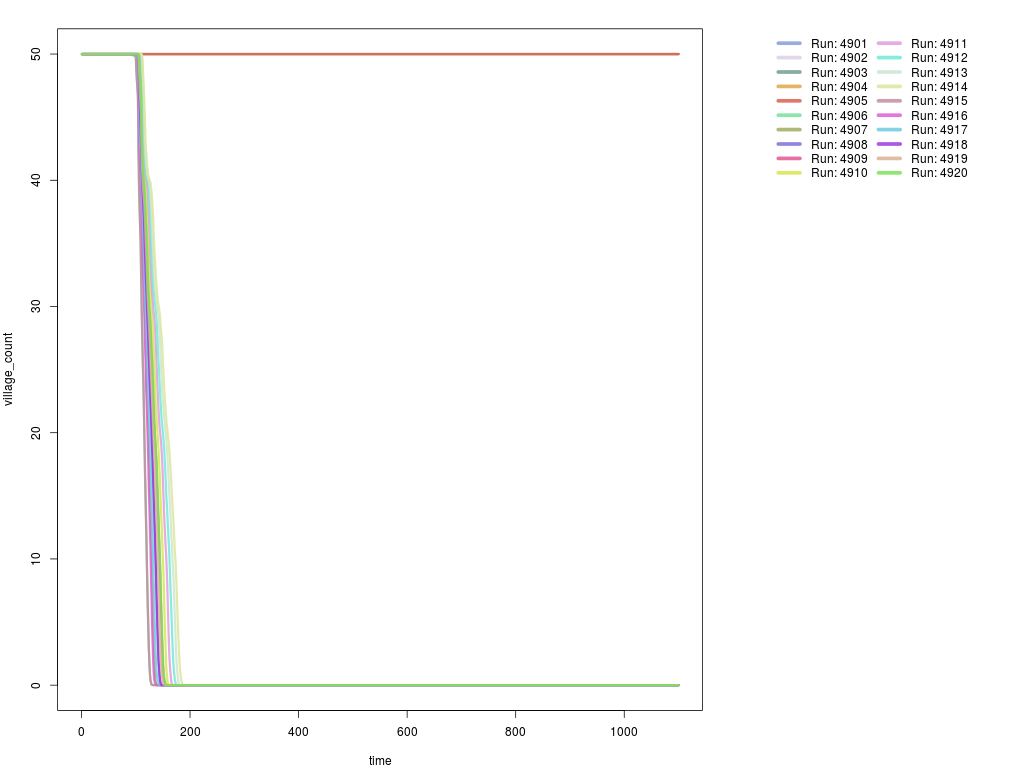 50
40
30
20
10
0
village_count
0 200 400 600 800 1000
time
Run: 4901 Run: 4911
Run: 4902 Run: 4912
Run: 4903 Run: 4913
Run: 4904 Run: 4914
Run: 4905 Run: 4915
Run: 4906 Run: 4916
Run: 4907 Run: 4917
Run: 4908 Run: 4918
Run: 4909 Run: 4919
Run: 4910 Run: 4920